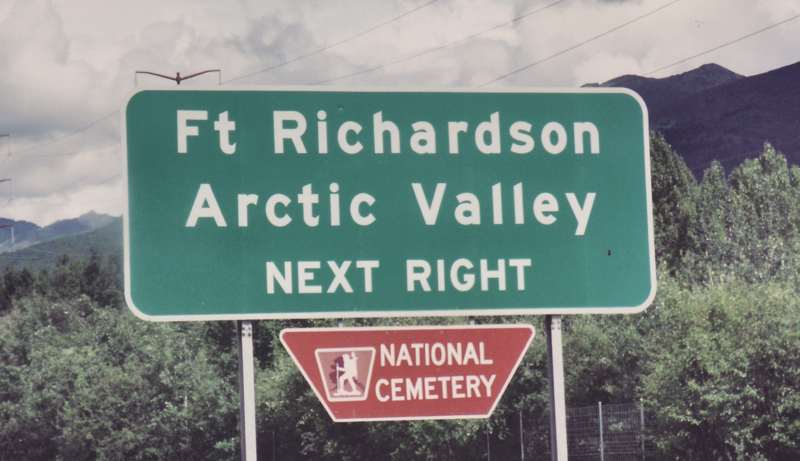 Ft Richardson
Arctic Valley
NEXT RIGHT
NATIONAL
CEMETERY